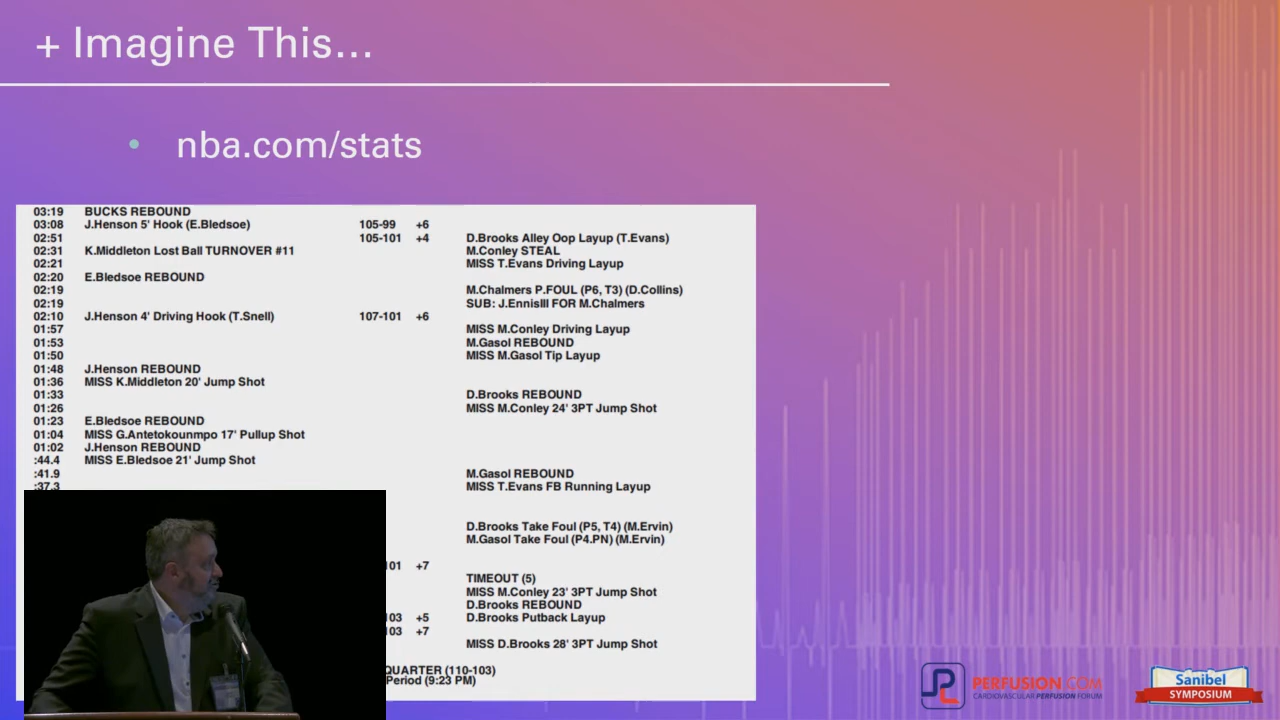 + Imagine This...
• nba.com/stats
03:19 BUCKS REBOUND
03:08 J.Henson 5' Hook (E.Bledsoe) 105-99 +6
02:51 105-101 +4 D.Brooks Alley Oop Layup (T.Evans)
02:31 K.Middleton Lost Ball TURNOVER #11 M.Conley STEAL
02:21 MISS T.Evans Driving Layup
02:20 E.Bledsoe REBOUND
02:19 M.Chalmers P.FOUL (P6, T3) (D.Collins)
02:19 SUB: J.EnnisIII FOR M.Chalmers
02:10 J.Henson 4' Driving Hook (T.Snell) 107-101 +6
01:57 MISS M.Conley Driving Layup
01:53 M.Gasol REBOUND
01:50 MISS M.Gasol Tip Layup
01:48 J.Henson REBOUND
01:36 MISS K.Middleton 20' Jump Shot
01:33 D.Brooks REBOUND
01:26 MISS M.Conley 24' 3PT Jump Shot
01:23 E.Bledsoe REBOUND
01:04 MISS G.Antetokounmpo 17' Pullup Shot
01:02 J.Henson REBOUND
:44.4 MISS E.Bledsoe 21' Jump Shot
:41.9 M.Gasol REBOUND
:37.3 MISS T.Evans FB Running Layup
D.Brooks Take Foul (P5, T4) (M.Ervin)
M.Gasol Take Foul (P4.PN) (M.Ervin)
01 +7
TIMEOUT (5)
MISS M.Conley 23' 3PT Jump Shot
D.Brooks REBOUND
03 +5 D.Brooks Putback Layup
03 +7
MISS D.Brooks 28' 3PT Jump Shot
QUARTER (110-103)
Period (9:23 PM)
PERFUSION.COM
CARDIOVASCULAR PERFUSION FORUM
Sanibel
SYMPOSIUM